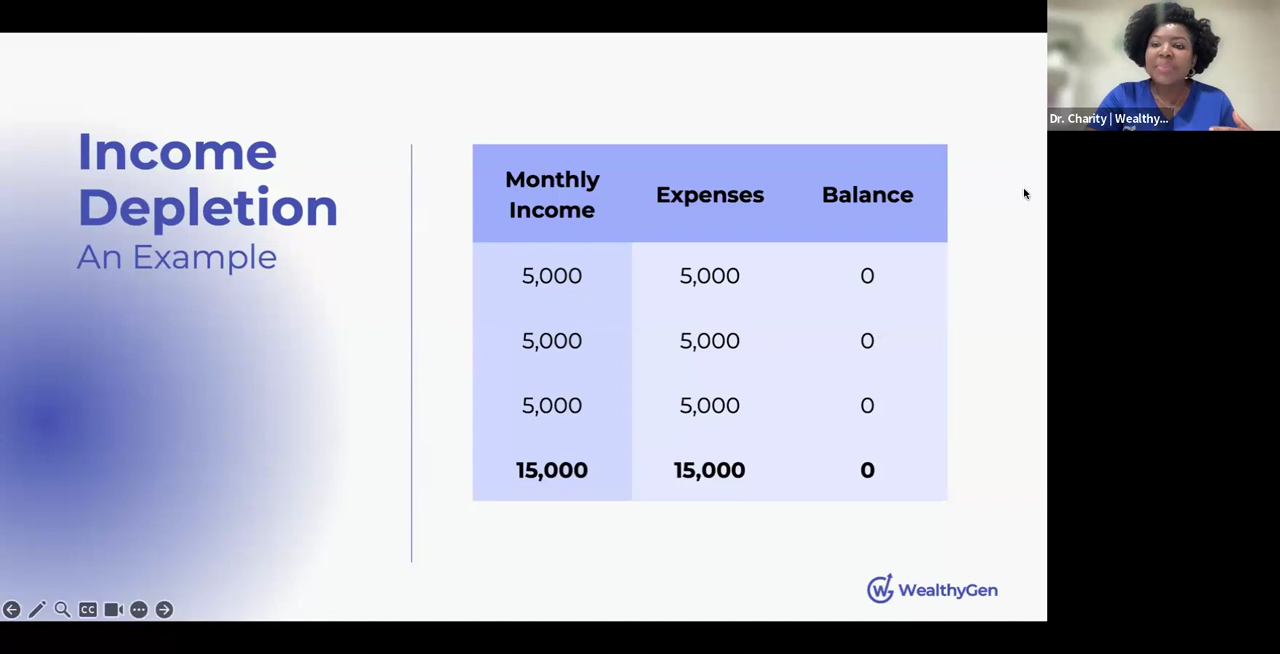 Income
Depletion
An Example
Monthly
Income
Expenses
Balance
5,000 5,000 0
5,000 5,000 0
5,000 5,000 0
15,000 15,000 0
WealthyGen
CC
Dr. Charity | Wealthy...